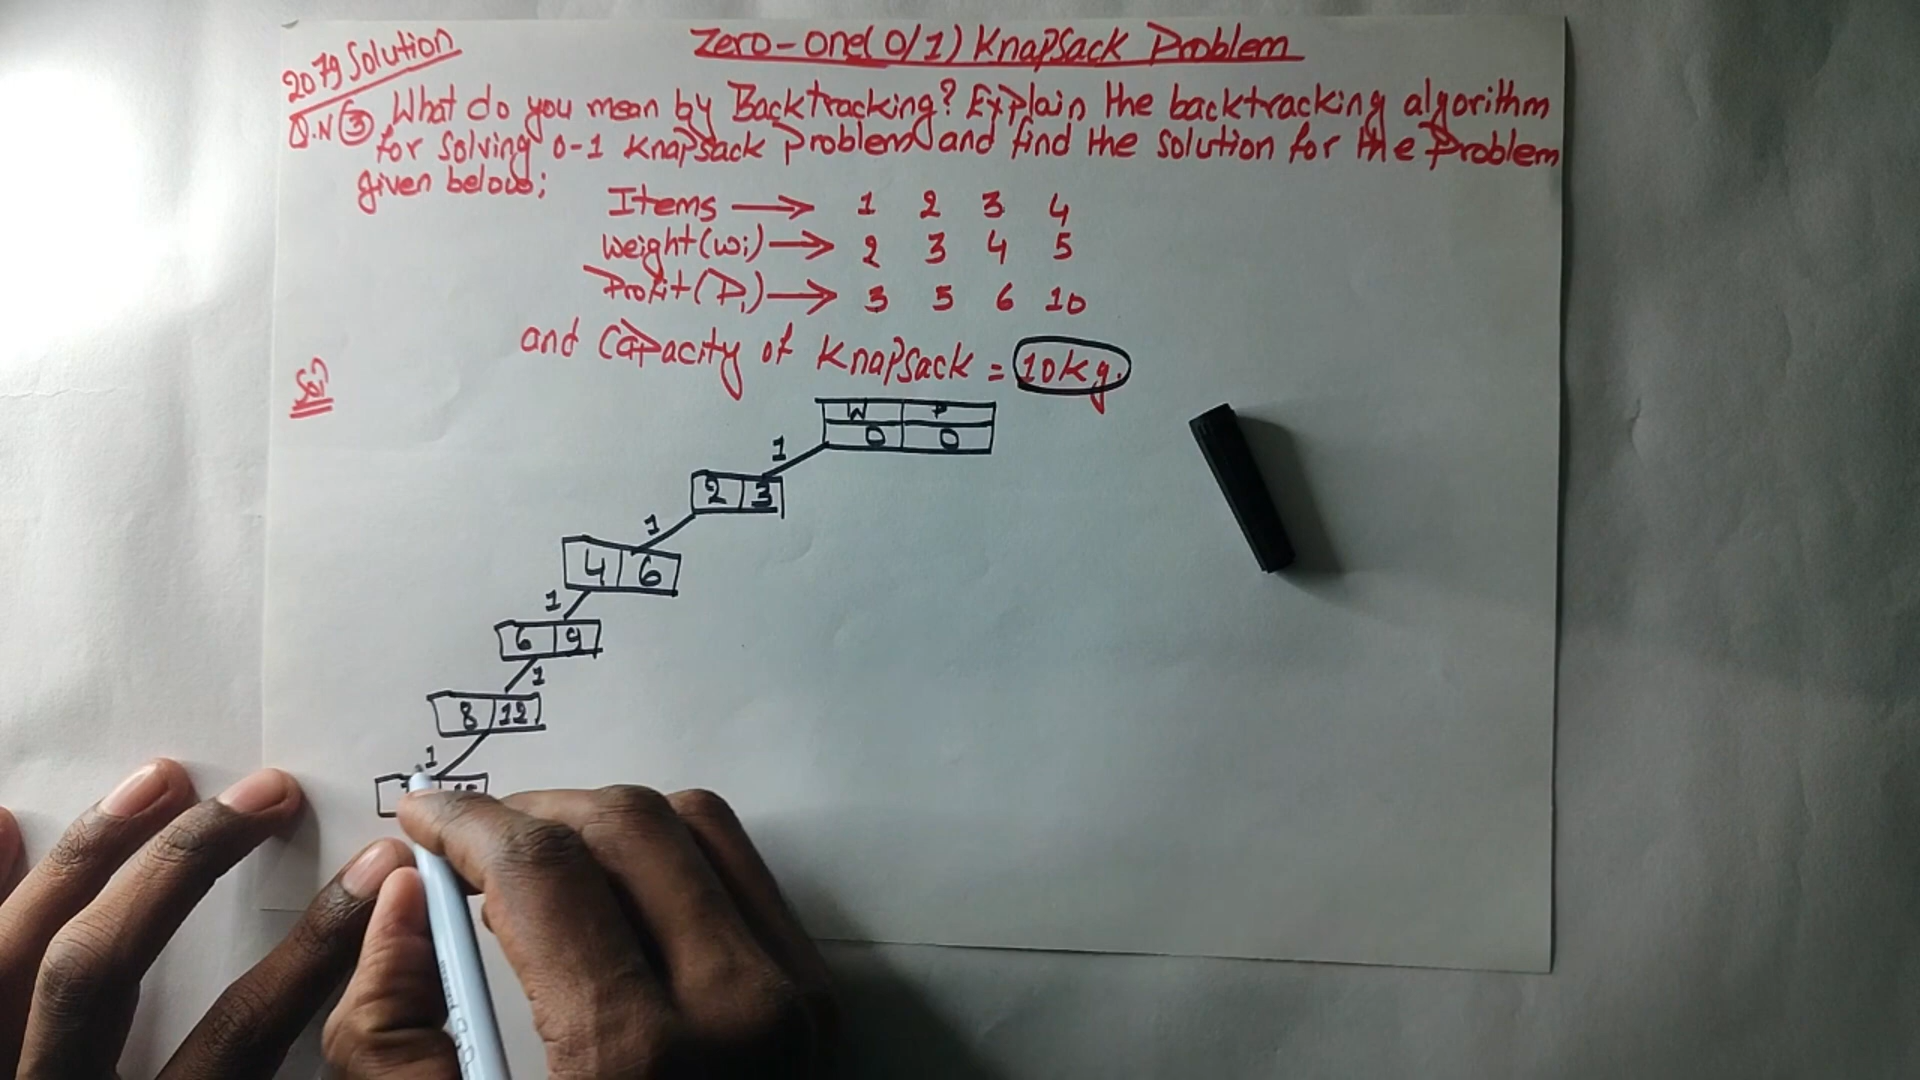 2079 Solution
Zero-one(0/1) Knapsack Problem
Q.N 3 What do you mean by Backtracking? Explain the backtracking algorithm
for solving 0-1 Knapsack Problem and find the solution for the Problem
given below;
Items → 1 2 3 4
Weight(wi) → 2 3 4 5
Profit(Pi) → 3 5 6 10
and Capacity of Knapsack = 10kg.
Sol
W P
0 0
1
2 3
1
4 6
1
6 9
1
8 12
1